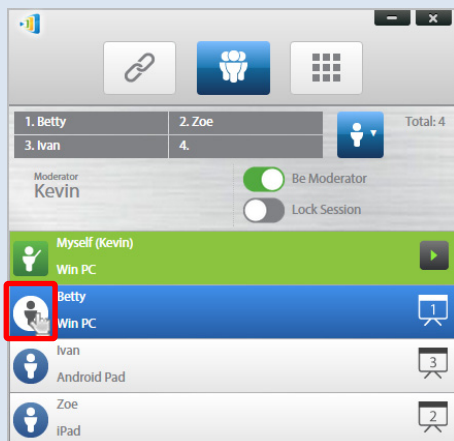 1. Betty 2. Zoe Total: 4
3. Ivan 4.
Moderator
Kevin
Be Moderator
Lock Session
Myself (Kevin)
Win PC
Betty
Win PC 1
Ivan
Android Pad 3
Zoe
iPad 2